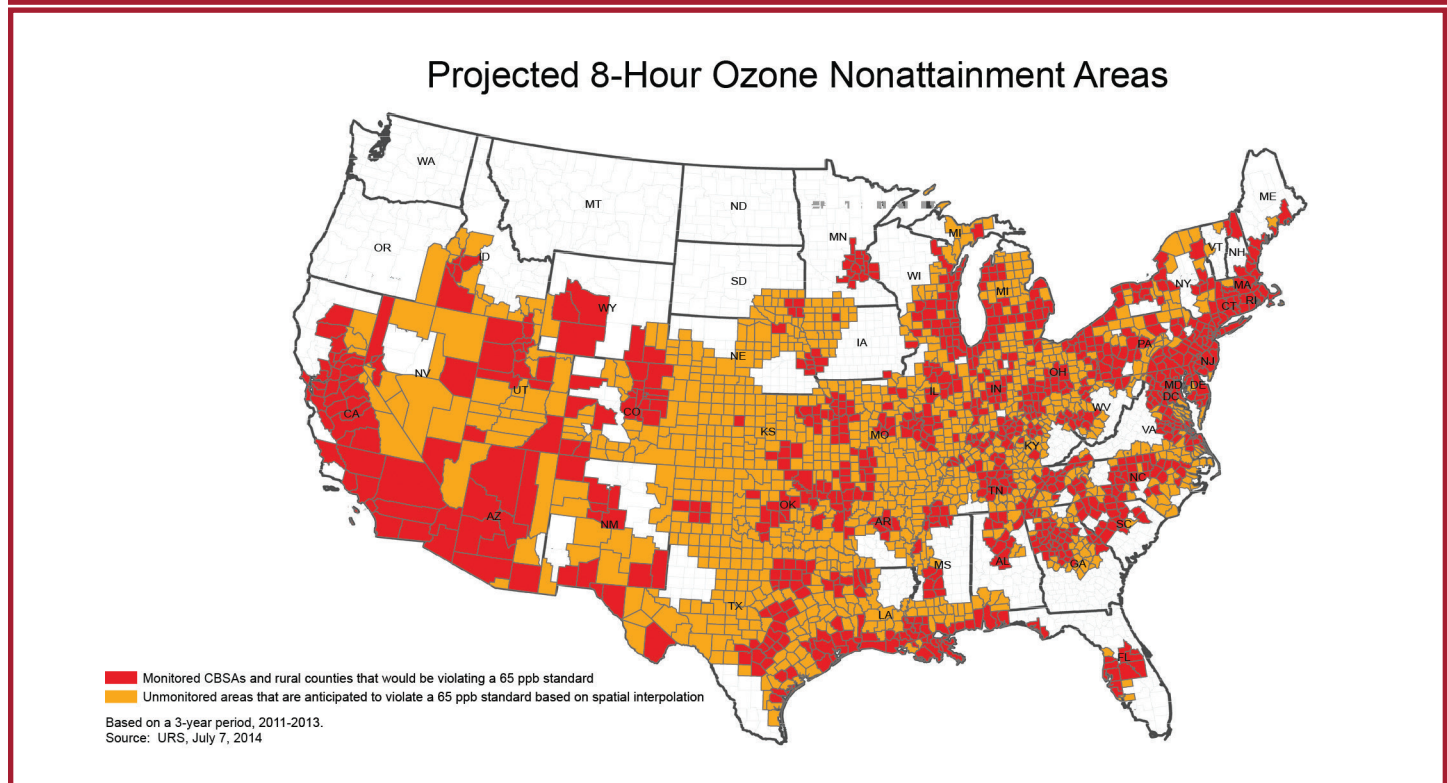 Projected 8-Hour Ozone Nonattainment Areas
WA
MT
ND
ME
MN
MI
OR
ID
VT
NH
WI
SD
NY
MA
WY
MI
RI
CT
IA
PA
NE
NJ
NV
OH
UT
IL
IN
MD
DE
CO
DC
CA
WV
KS
MO
VA
KY
NC
TN
OK
AZ
NM
AR
SC
AL
GA
MS
TX
LA
FL
Monitored CBSAs and rural counties that would be violating a 65 ppb standard
Unmonitored areas that are anticipated to violate a 65 ppb standard based on spatial interpolation
Based on a 3-year period, 2011-2013.
Source: URS, July 7, 2014